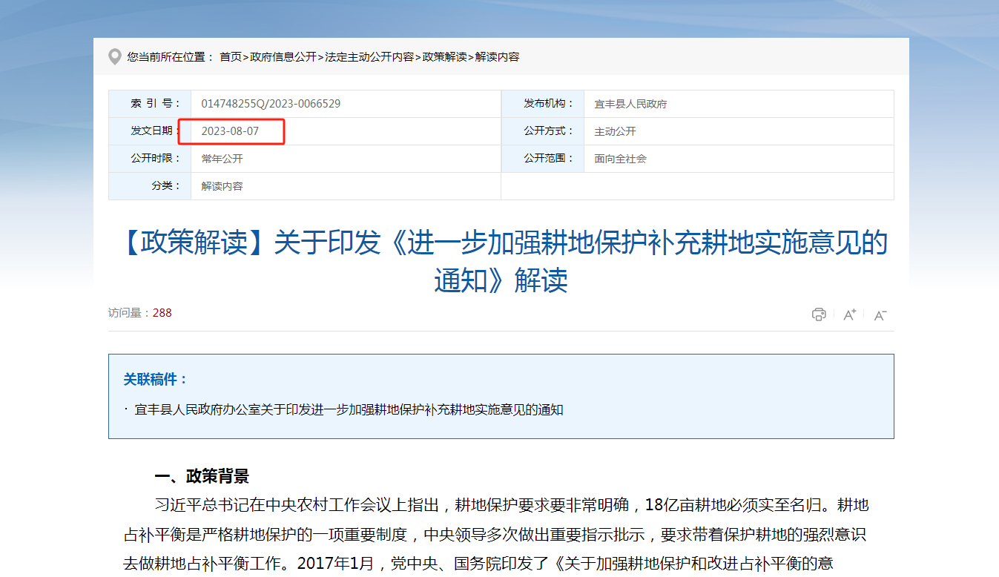 您当前所在位置： 首页>政府信息公开>法定主动公开内容>政策解读>解读内容
索 引 号： 014748255Q/2023-0066529 发布机构： 宜丰县人民政府
发文日期： 2023-08-07 公开方式： 主动公开
公开时限： 常年公开 公开范围： 面向全社会
分类： 解读内容
【政策解读】关于印发《进一步加强耕地保护补充耕地实施意见的
通知》解读
访问量：288 A+ A-
关联稿件：
· 宜丰县人民政府办公室关于印发进一步加强耕地保护补充耕地实施意见的通知
一、政策背景
习近平总书记在中央农村工作会议上指出，耕地保护要求要非常明确，18亿亩耕地必须实至名归。耕地
占补平衡是严格耕地保护的一项重要制度，中央领导多次做出重要指示批示，要求带着保护耕地的强烈意识
去做耕地占补平衡工作。2017年1月，党中央、国务院印发了《关于加强耕地保护和改进占补平衡的意